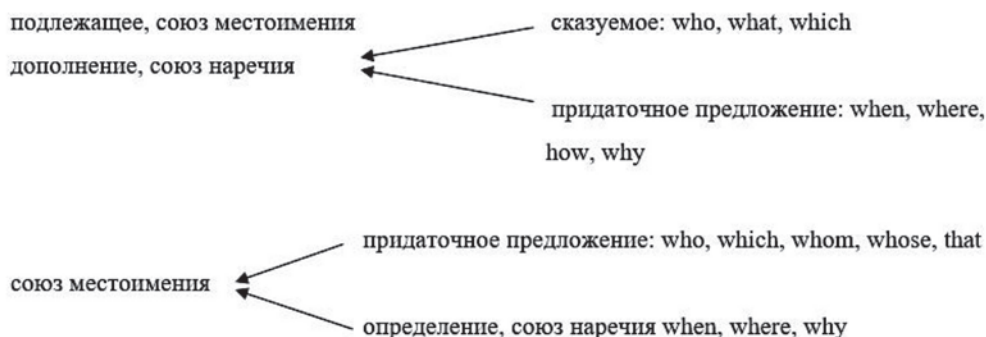 подлежащее, союз местоимения
сказуемое: who, what, which
дополнение, союз наречия
придаточное предложение: when, where,
how, why
придаточное предложение: who, which, whom, whose, that
союз местоимения
определение, союз наречия when, where, why